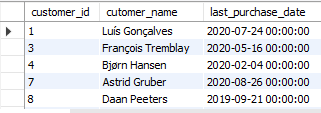 customer_id cutomer_name last_purchase_date
1 Luís Gonçalves 2020-07-24 00:00:00
3 François Tremblay 2020-05-16 00:00:00
4 Bjørn Hansen 2020-02-04 00:00:00
7 Astrid Gruber 2020-08-26 00:00:00
8 Daan Peeters 2019-09-21 00:00:00